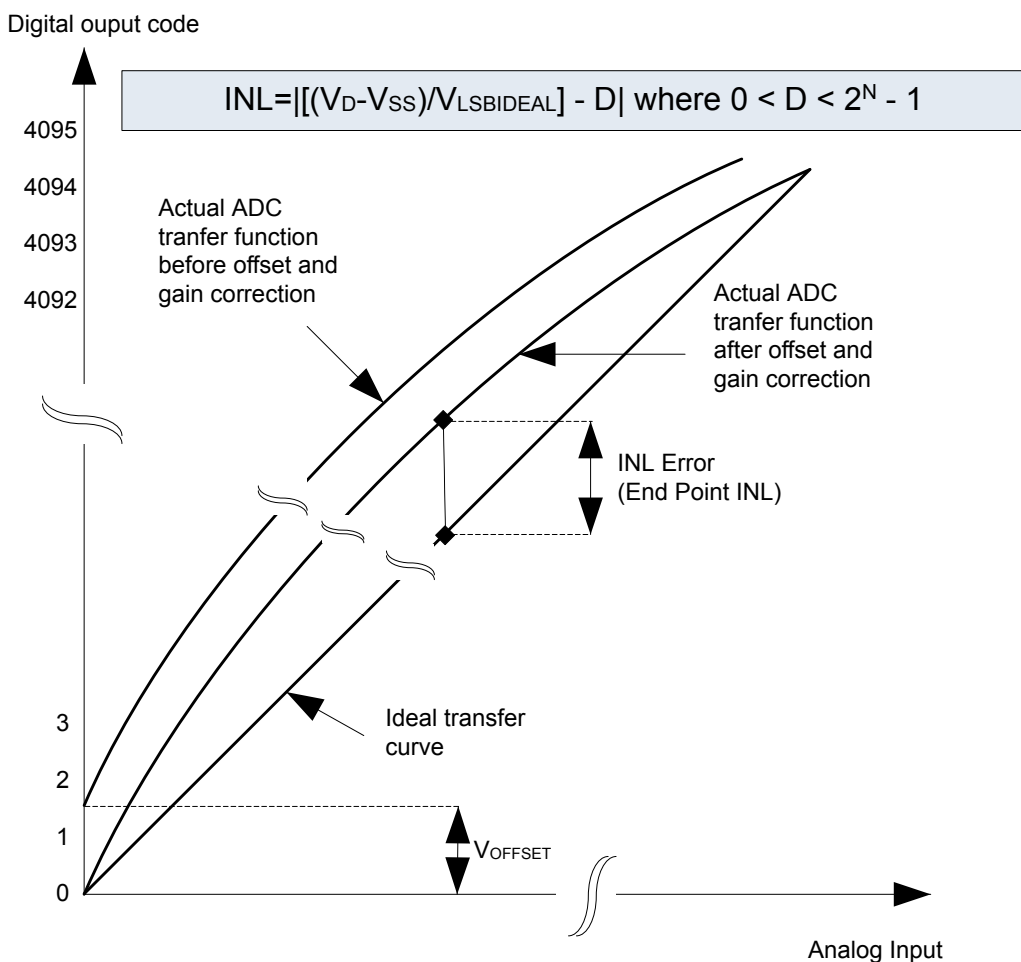 Digital ouput code
INL=|[(VD-VSS)/VLSBIDEAL] - D| where 0 < D < 2^N - 1
4095
4094
4093
4092
Actual ADC
tranfer function
before offset and
gain correction
Actual ADC
tranfer function
after offset and
gain correction
INL Error
(End Point INL)
3
2
1
0
Ideal transfer
curve
VOFFSET
Analog Input